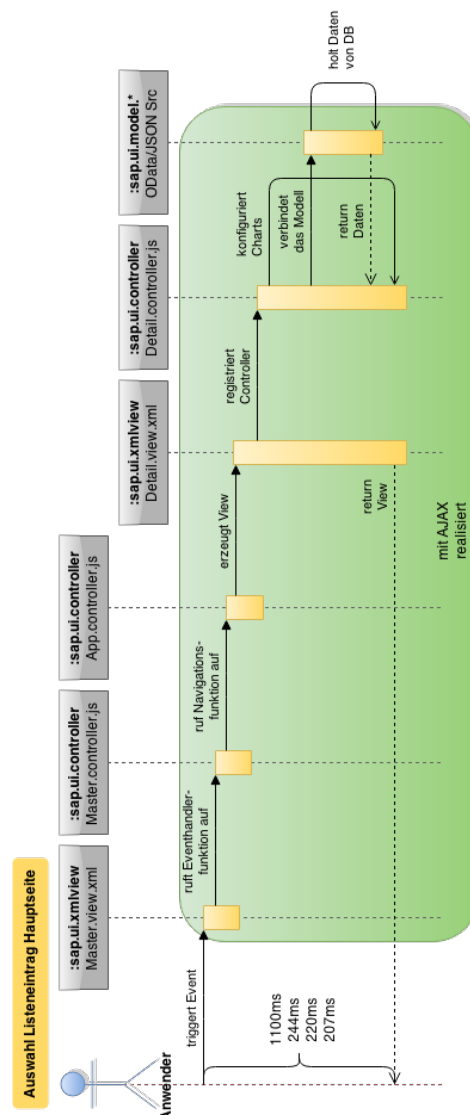 Auswahl Listeneintrag Hauptseite
Anwender
:sap.ui.xmlview
Master.view.xml
:sap.ui.controller
Master.controller.js
:sap.ui.controller
App.controller.js
:sap.ui.xmlview
Detail.view.xml
:sap.ui.controller
Detail.controller.js
:sap.ui.model.*
OData/JSON Src
triggert Event
ruft Eventhandler-
funktion auf
ruf Navigations-
funktion auf
erzeugt View
registriert
Controller
konfiguriert
Charts
verbindet
das Modell
holt Daten
von DB
return
Daten
return
View
1100ms
244ms
220ms
207ms
mit AJAX
realisiert